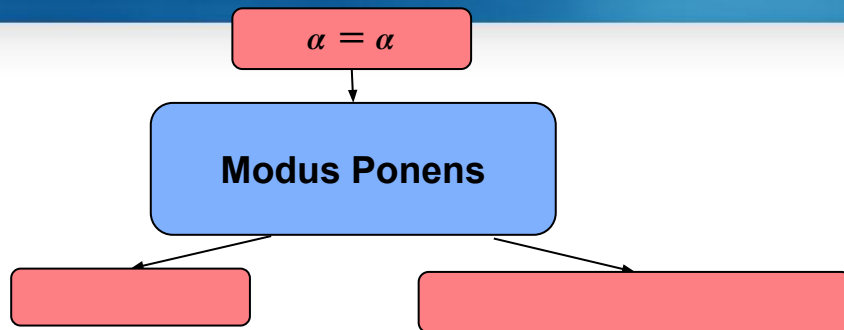 α = α
Modus Ponens